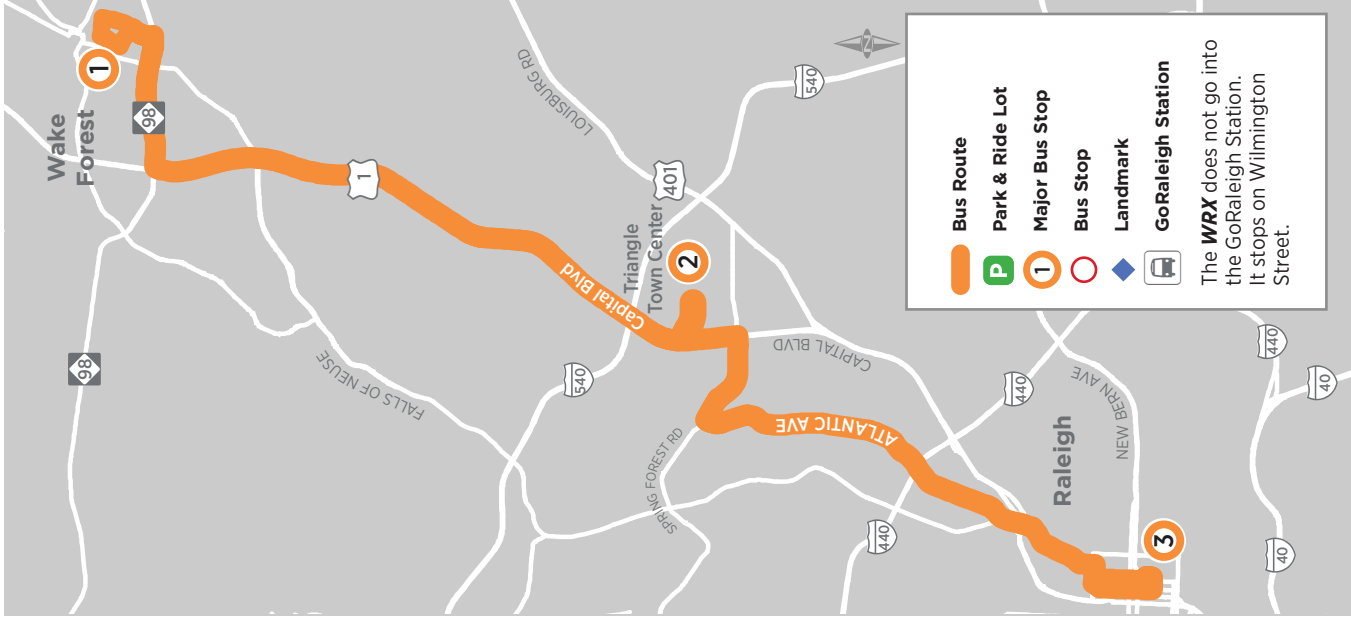 Wake
Forest
1
98
98
1
LOUISBURG RD
540
Capital Blvd
Triangle
Town Center
401
2
FALLS OF NEUSE
540
SPRING FOREST RD
CAPITAL BLVD
ATLANTIC AVE
440
440
Raleigh
NEW BERN AVE
3
440
40
40
N
Bus Route
P Park & Ride Lot
1 Major Bus Stop
Bus Stop
Landmark
GoRaleigh Station
The WRX does not go into
the GoRaleigh Station.
It stops on Wilmington
Street.